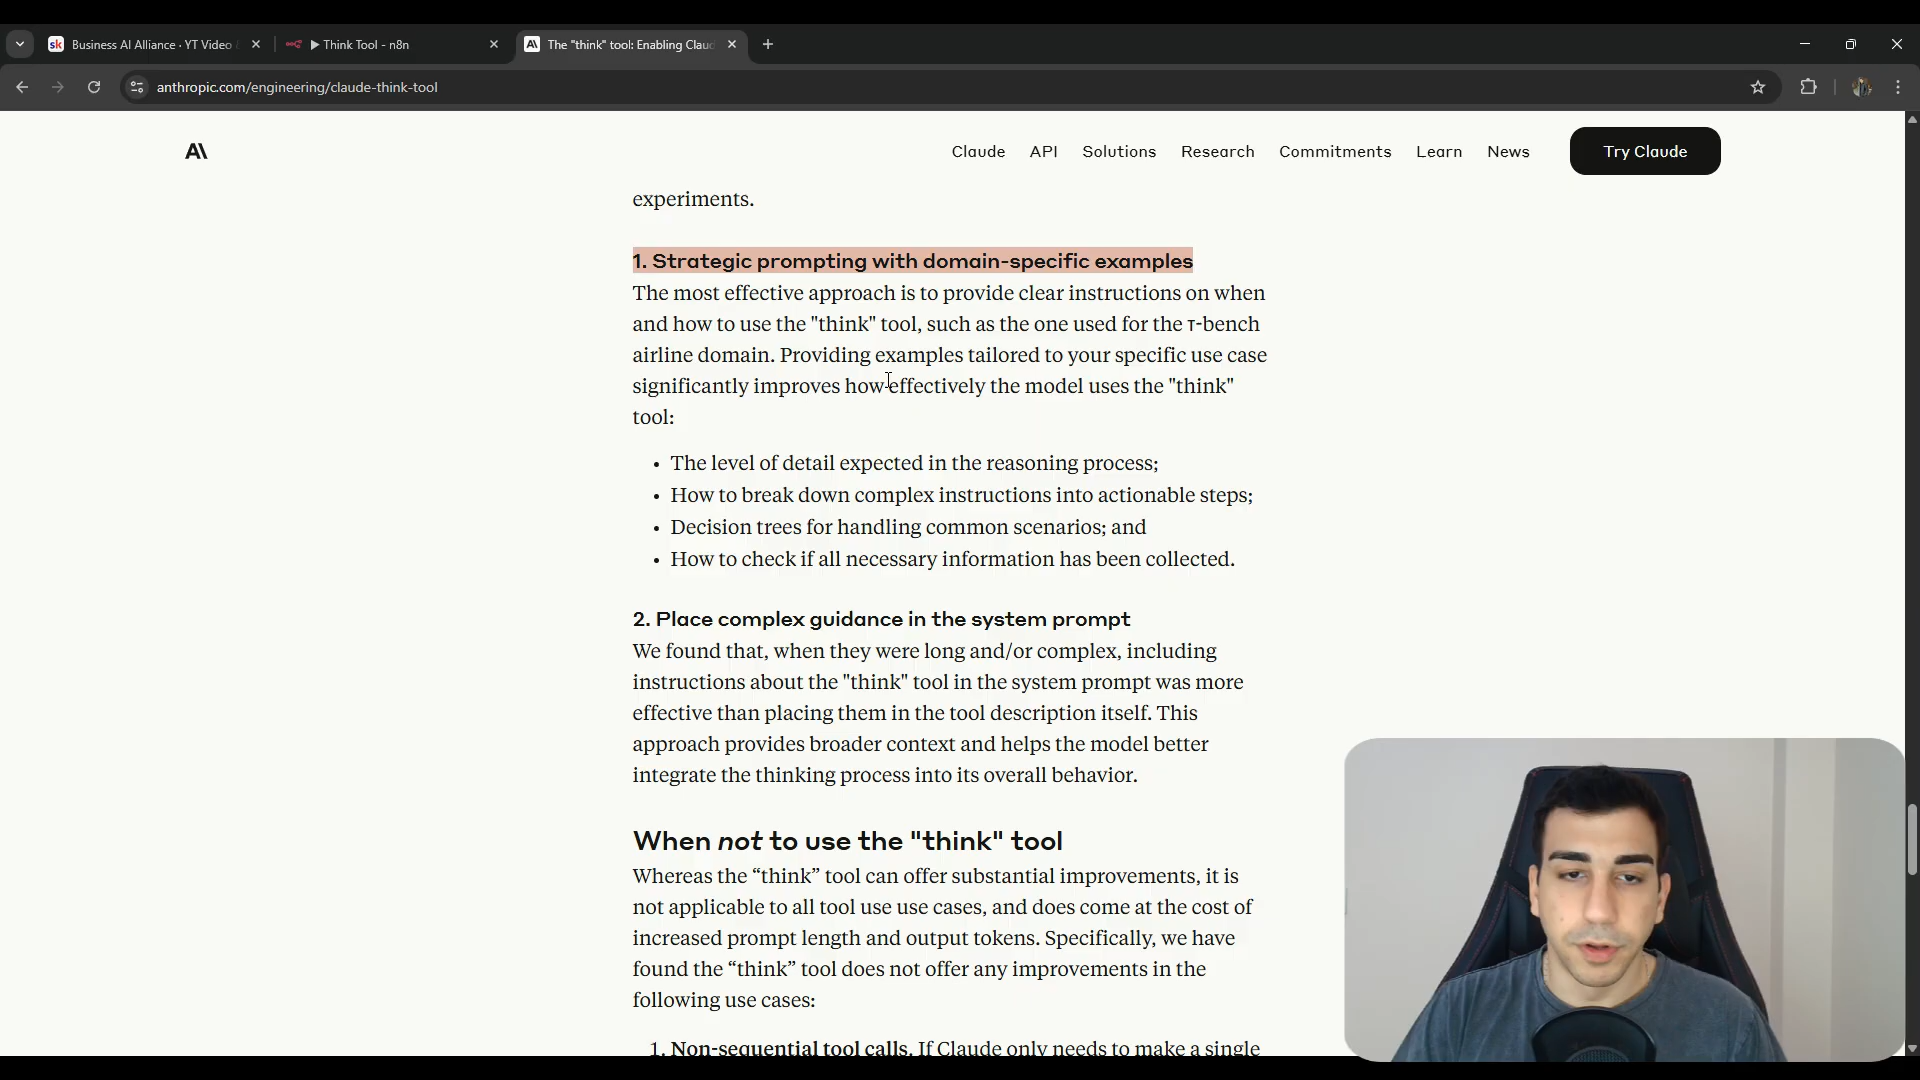 sk Business AI Alliance · YT Video
▶ Think Tool - n8n
The "think" tool: Enabling Clau
anthropic.com/engineering/claude-think-tool
Claude API Solutions Research Commitments Learn News Try Claude
experiments.
1. Strategic prompting with domain-specific examples
The most effective approach is to provide clear instructions on when
and how to use the "think" tool, such as the one used for the τ-bench
airline domain. Providing examples tailored to your specific use case
significantly improves how effectively the model uses the "think"
tool:
• The level of detail expected in the reasoning process;
• How to break down complex instructions into actionable steps;
• Decision trees for handling common scenarios; and
• How to check if all necessary information has been collected.
2. Place complex guidance in the system prompt
We found that, when they were long and/or complex, including
instructions about the "think" tool in the system prompt was more
effective than placing them in the tool description itself. This
approach provides broader context and helps the model better
integrate the thinking process into its overall behavior.
When not to use the "think" tool
Whereas the “think” tool can offer substantial improvements, it is
not applicable to all tool use use cases, and does come at the cost of
increased prompt length and output tokens. Specifically, we have
found the “think” tool does not offer any improvements in the
following use cases:
1. Non-sequential tool calls. If Claude only needs to make a single